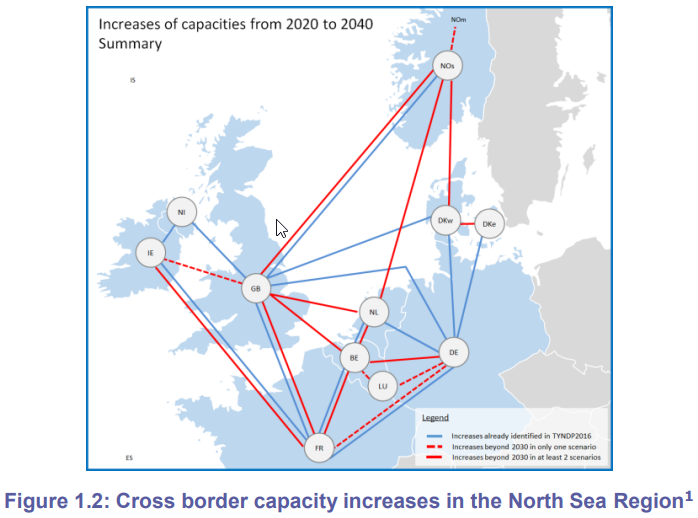 Increases of capacities from 2020 to 2040
Summary
NOm
NOs
IS
NI
DKw
DKe
IE
GB
NL
BE
DE
LU
FR
ES
Legend
Increases already identified in TYNDP2016
Increases beyond 2030 in only one scenario
Increases beyond 2030 in at least 2 scenarios
Figure 1.2: Cross border capacity increases in the North Sea Region1